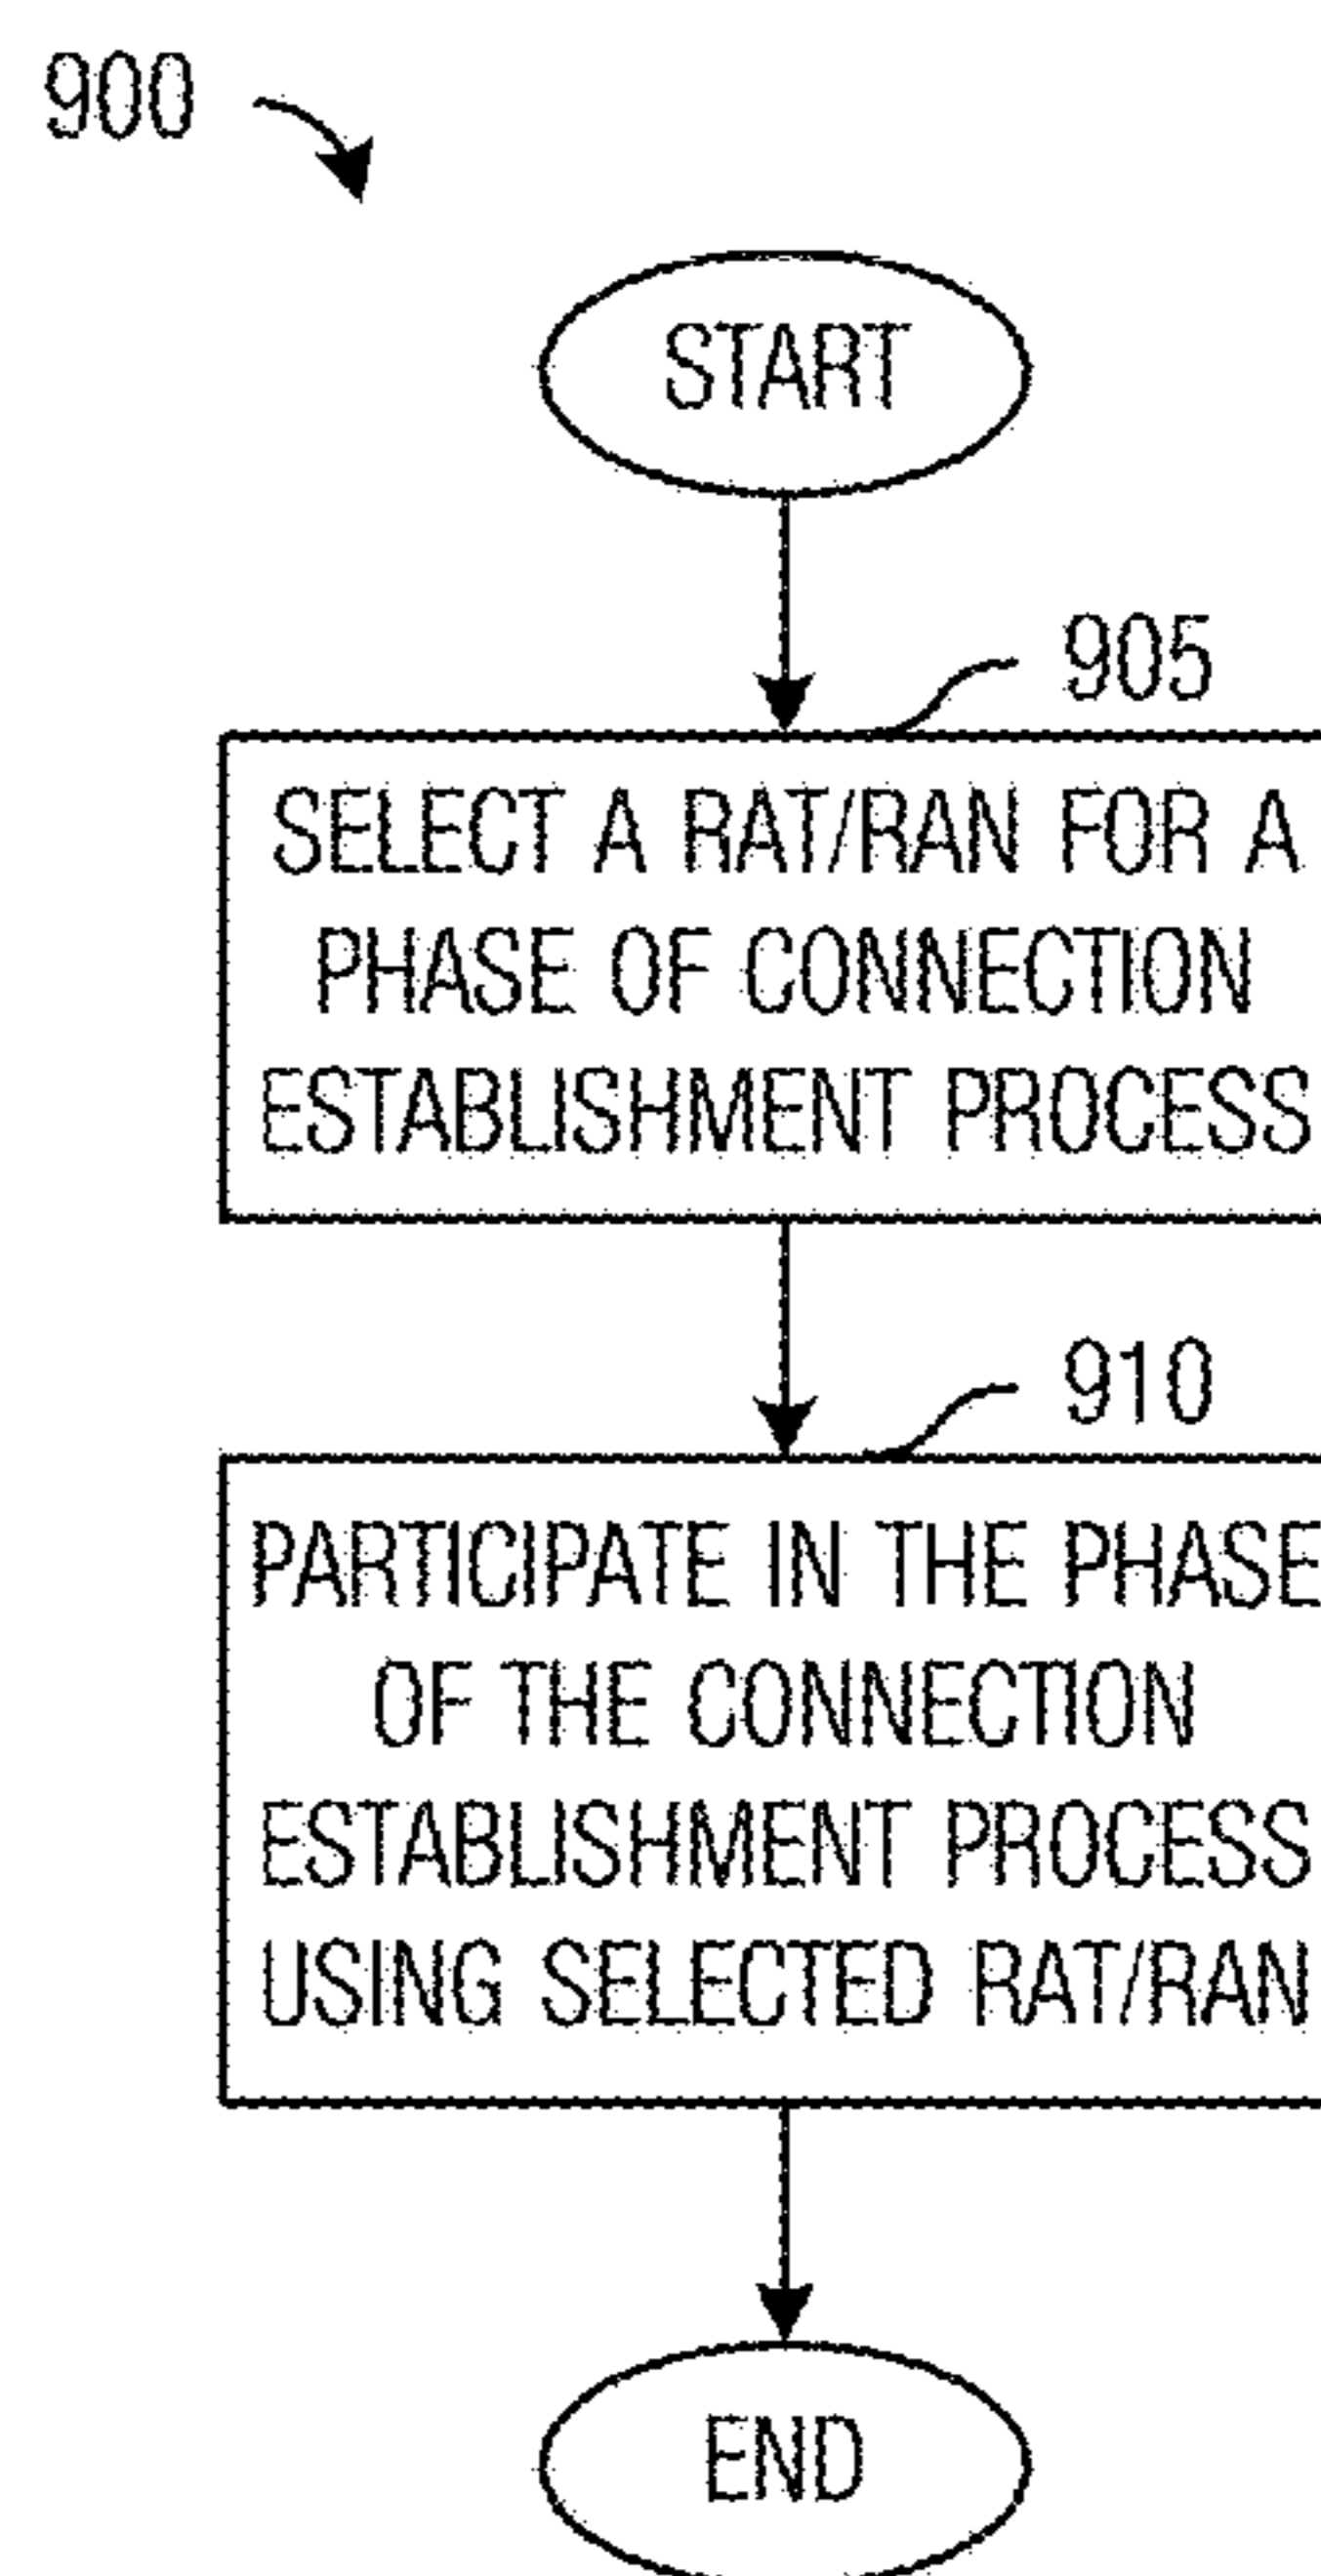 900
START
905
SELECT A RAT/RAN FOR A
PHASE OF CONNECTION
ESTABLISHMENT PROCESS
910
PARTICIPATE IN THE PHASE
OF THE CONNECTION
ESTABLISHMENT PROCESS
USING SELECTED RAT/RAN
END